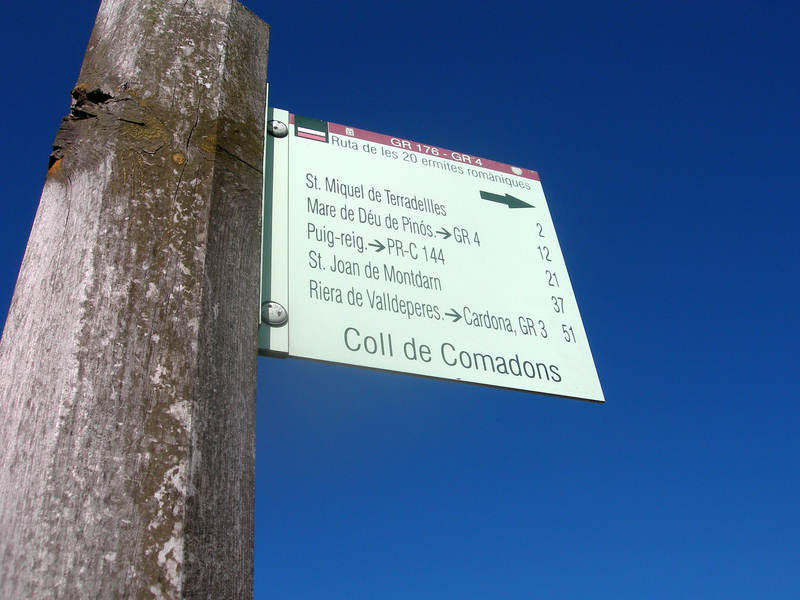 GR 176 - GR 4
Ruta de les 20 ermites romàniques
St. Miquel de Terradellles 2
Mare de Déu de Pinós.→GR 4 12
Puig-reig.→PR-C 144 21
St. Joan de Montdarn 37
Riera de Valldeperes.→Cardona, GR 3 51
Coll de Comadons